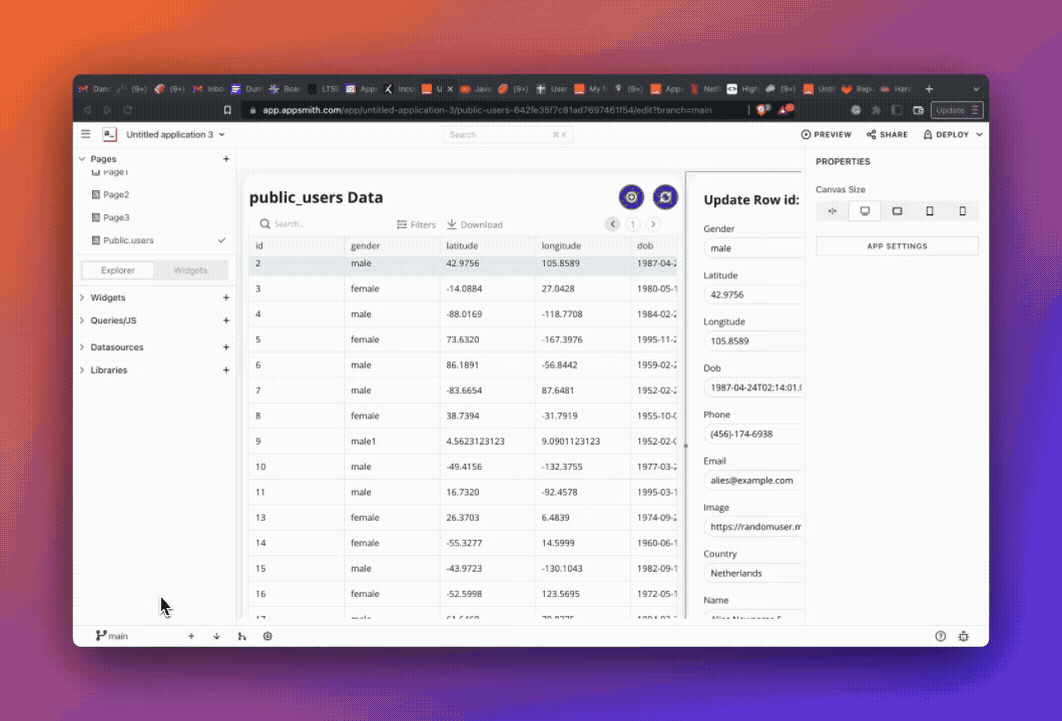 Dan: (9+) (9+) Inbo Dun Boar LTS App Inco U Java (9+) User My f (9+) App Netf High Unti Rep Harn
app.appsmith.com/app/untitled-application-3/public-users-642fe35f7c81ad7697461f54/edit?branch=main Update
Untitled application 3 Search ⌘ K PREVIEW SHARE DEPLOY
Pages +
Page1
Page2
Page3
Public.users
Explorer Widgets
Widgets +
Queries/JS +
Datasources +
Libraries +
public_users Data
Search... Filters Download 1
id gender latitude longitude dob
2 male 42.9756 105.8589 1987-04-2
3 female -14.0884 27.0428 1980-05-1
4 male -88.0169 -118.7708 1984-02-2
5 female 73.6320 -167.3976 1995-11-2
6 male 86.1891 -56.8442 1959-02-2
7 male -83.6654 87.6481 1952-02-2
8 female 38.7394 -31.7919 1955-10-0
9 male1 4.5623123123 9.0901123123 1952-02-0
10 male -49.4156 -132.3755 1977-03-2
11 male 16.7320 -92.4578 1995-03-1
13 female 26.3703 6.4839 1974-09-2
14 female -55.3277 14.5999 1960-06-1
15 male -43.9723 -130.1043 1982-09-1
16 female -52.5998 123.5695 1972-05-1
Update Row id:
Gender
male
Latitude
42.9756
Longitude
105.8589
Dob
1987-04-24T02:14:01.0
Phone
(456)-174-6938
Email
alies@example.com
Image
https://randomuser.m
Country
Netherlands
Name
PROPERTIES
Canvas Size
APP SETTINGS
main +